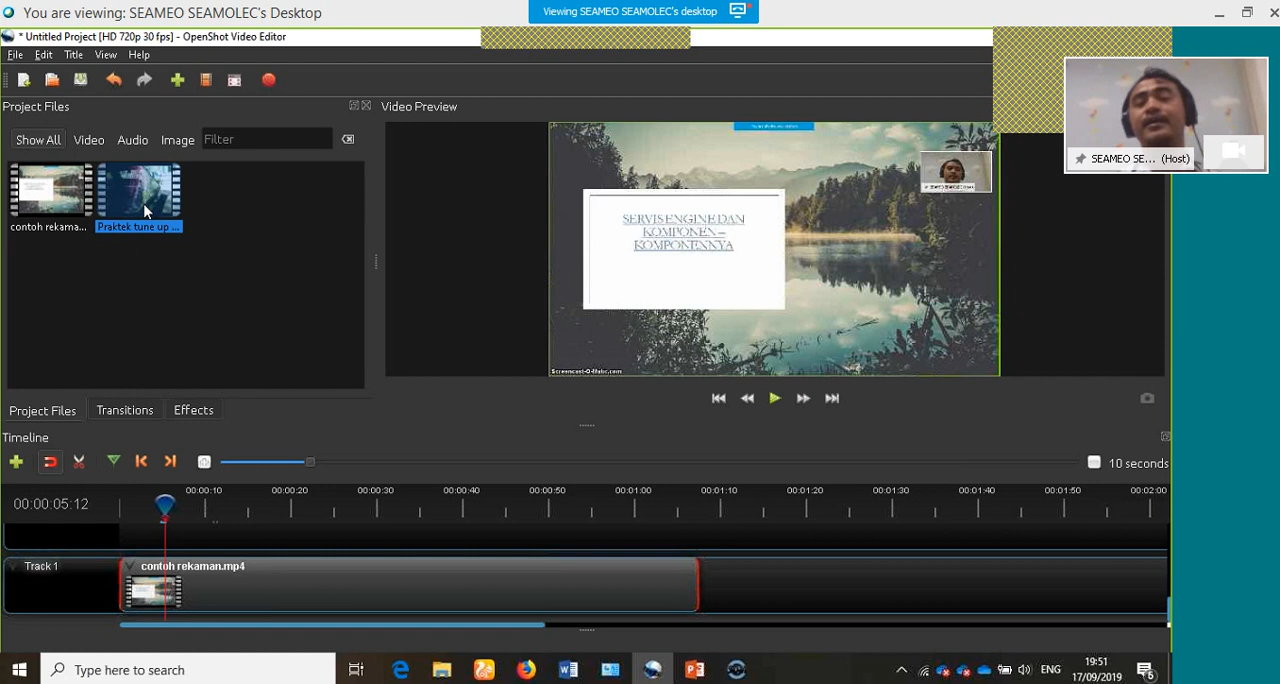 You are viewing: SEAMEO SEAMOLEC's Desktop
Viewing SEAMEO SEAMOLEC's desktop
* Untitled Project [HD 720p 30 fps] - OpenShot Video Editor
File Edit Title View Help
Project Files
Video Preview
Show All Video Audio Image Filter
SEAMEO SE... (Host)
contoh rekama...
Praktek tune up ...
SERVIS ENGINE DAN
KOMPONEN –
KOMPONENNYA
Screencast-O-Matic.com
Project Files Transitions Effects
Timeline
10 seconds
00:00:05:12
00:00:10 00:00:20 00:00:30 00:00:40 00:00:50 00:01:00 00:01:10 00:01:20 00:01:30 00:01:40 00:01:50 00:02:00
Track 1
contoh rekaman.mp4
Type here to search
ENG
19:51
17/09/2019
6